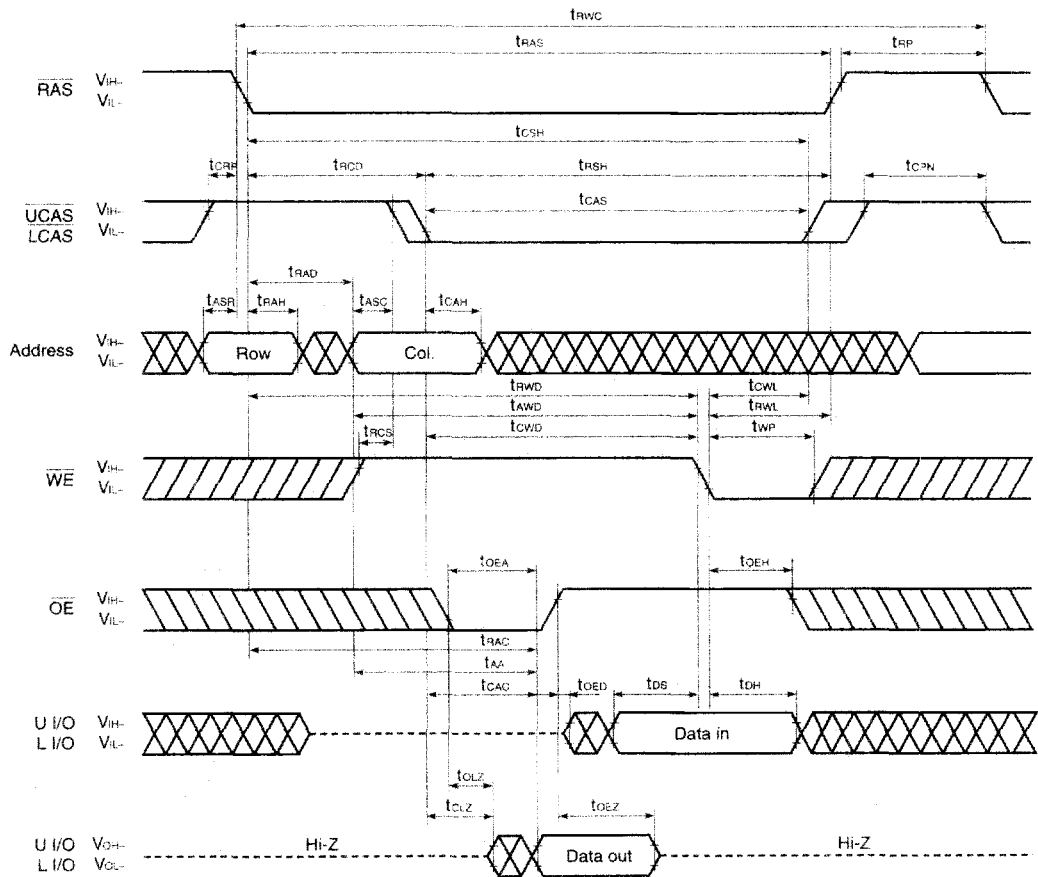 tRWC
tRAS tRP
RAS VIH– VIL–
tCSH
tCRP tRCD tRSH tCPN
tCAS
UCAS LCAS VIH– VIL–
tRAD
tASR tRAH tASC tCAH
Address VIH– VIL– Row Col.
tRWD tCWL
tAWD tRWL
tRCS tCWD tWP
WE VIH– VIL–
tOEA tOEH
OE VIH– VIL–
tRAC
tAA
tCAC tOED tDS tDH
U I/O VIH–
L I/O VIL–
Data in
tOLZ
tCLZ tOEZ
U I/O VOH–
L I/O VOL–
Hi-Z Data out Hi-Z